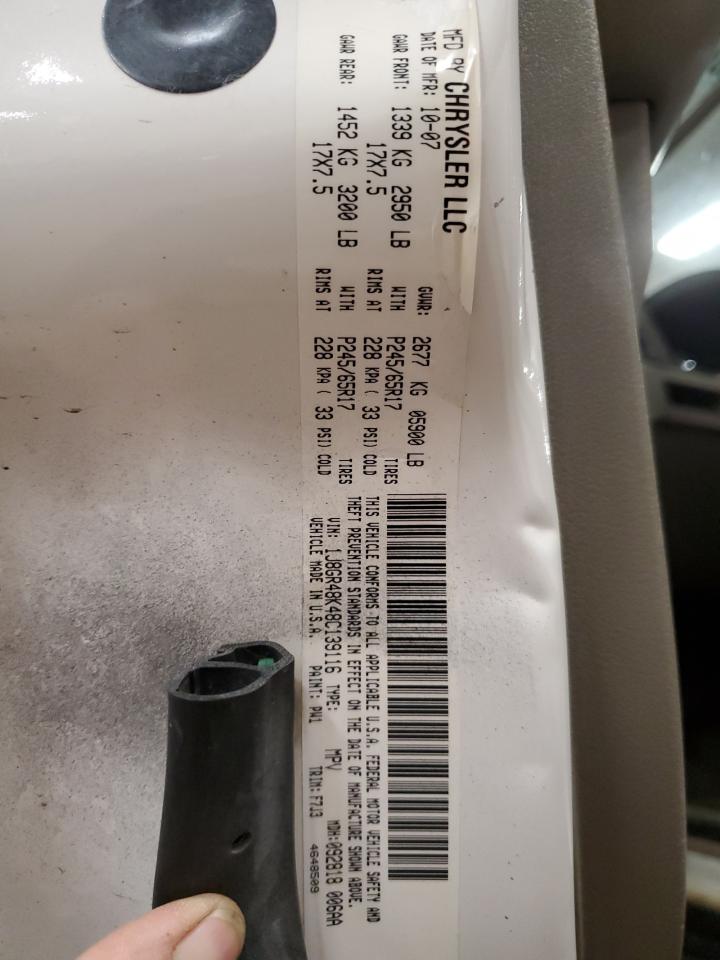 MFD BY CHRYSLER LLC
DATE OF MFR: 10-07 GVWR: 2677 KG 05900 LB
GAWR FRONT: 1339 KG 2950 LB WITH P245/65R17 TIRES
17X7.5 RIMS AT 228 KPA ( 33 PSI) COLD
GAWR REAR: 1452 KG 3200 LB WITH P245/65R17 TIRES
17X7.5 RIMS AT 228 KPA ( 33 PSI) COLD
THIS VEHICLE CONFORMS TO ALL APPLICABLE U.S.A. FEDERAL MOTOR VEHICLE SAFETY AND
THEFT PREVENTION STANDARDS IN EFFECT ON THE DATE OF MANUFACTURE SHOWN ABOVE.
VIN: 1J8GR48K48C139116 TYPE: MPV MDH:092818 006AA
VEHICLE MADE IN U.S.A. PAINT: PW1 TRIM:F7J3 4648509